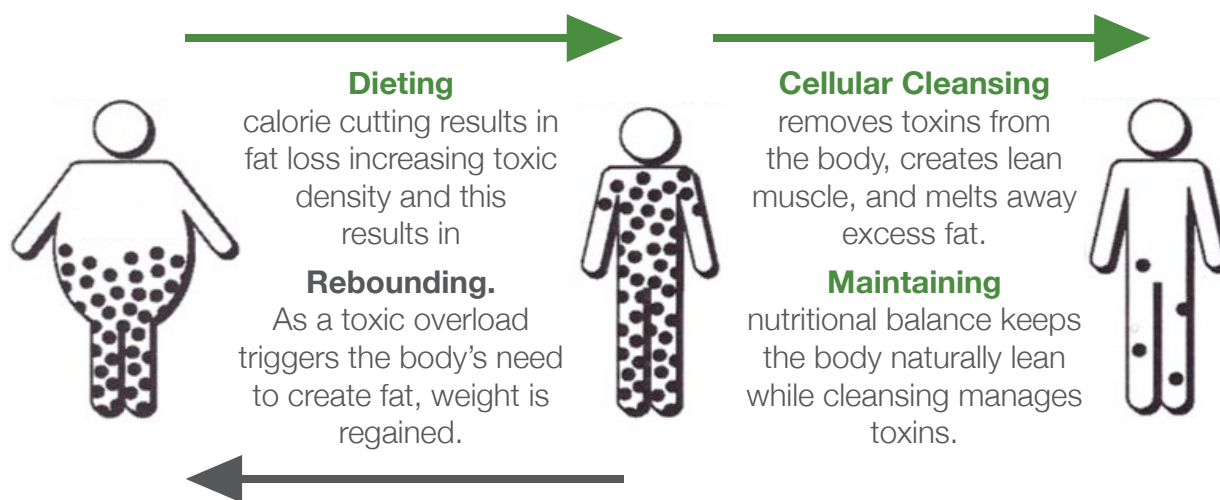 Dieting
calorie cutting results in
fat loss increasing toxic
density and this
results in
Rebounding.
As a toxic overload
triggers the body's need
to create fat, weight is
regained.
Cellular Cleansing
removes toxins from
the body, creates lean
muscle, and melts away
excess fat.
Maintaining
nutritional balance keeps
the body naturally lean
while cleansing manages
toxins.